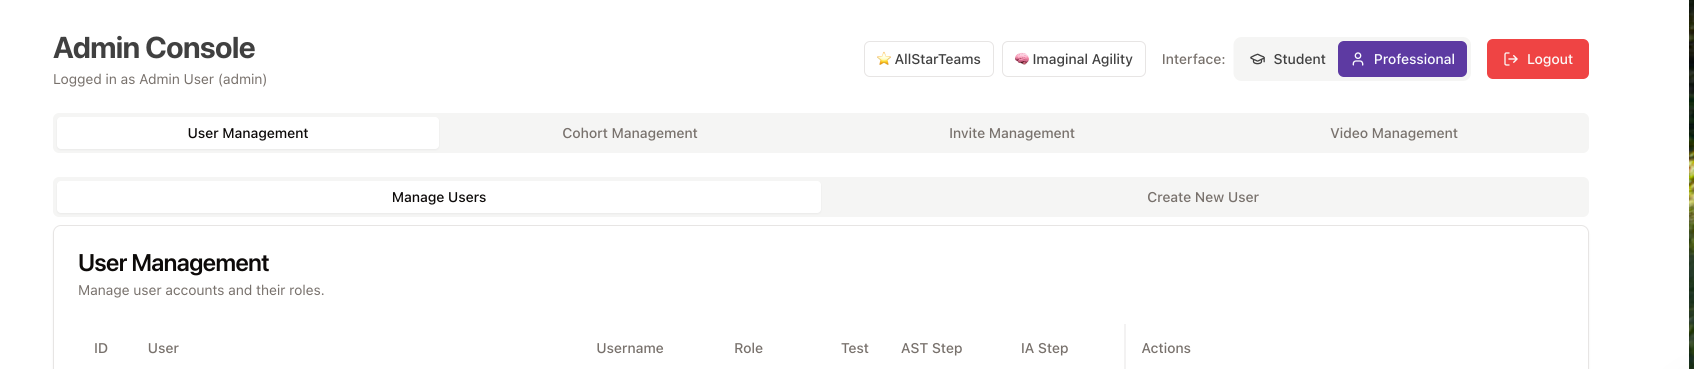 Admin Console
Logged in as Admin User (admin)
AllStarTeams Imaginal Agility Interface: Student Professional Logout
User Management Cohort Management Invite Management Video Management
Manage Users Create New User
User Management
Manage user accounts and their roles.
ID User Username Role Test AST Step IA Step Actions